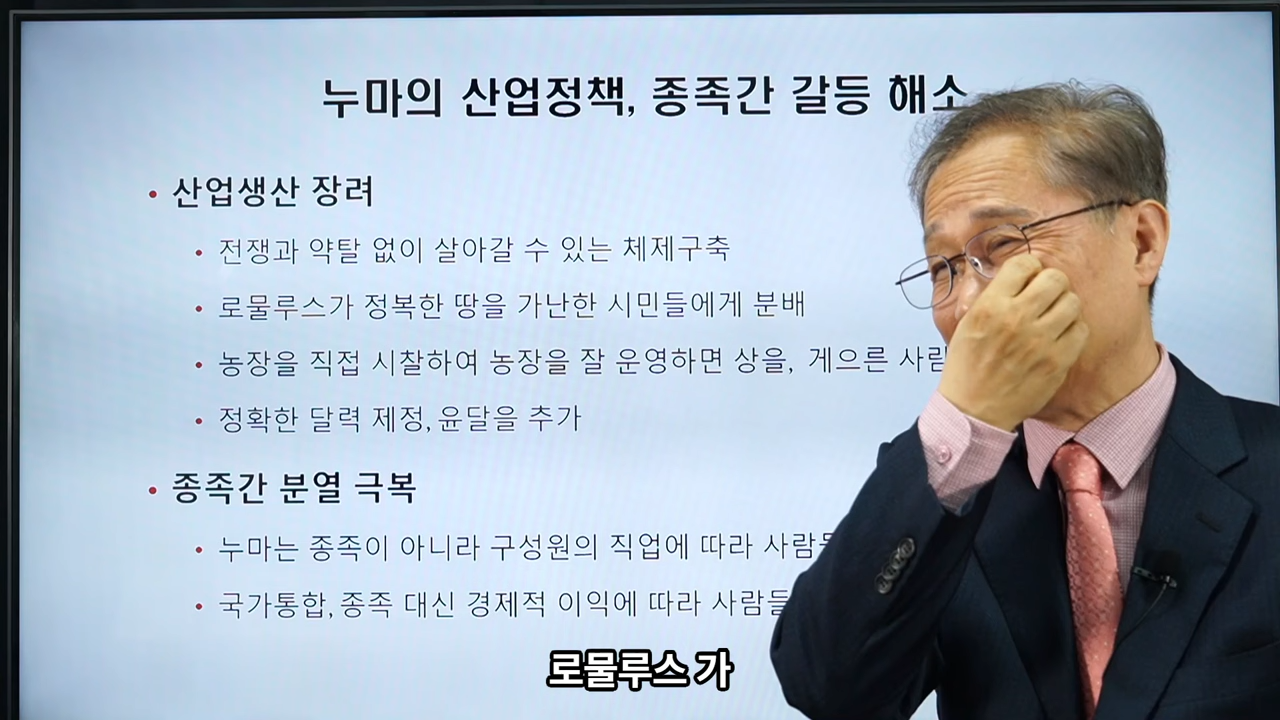 누마의 산업정책, 종족간 갈등 해소
• 산업생산 장려
• 전쟁과 약탈 없이 살아갈 수 있는 체제구축
• 로물루스가 정복한 땅을 가난한 시민들에게 분배
• 농장을 직접 시찰하여 농장을 잘 운영하면 상을, 게으른
• 정확한 달력 제정, 윤달을 추가
• 종족간 분열 극복
• 누마는 종족이 아니라 구성원의 직업에 따라
• 국가통합, 종족 대신 경제적 이익에 따라 사람들
로물루스 가